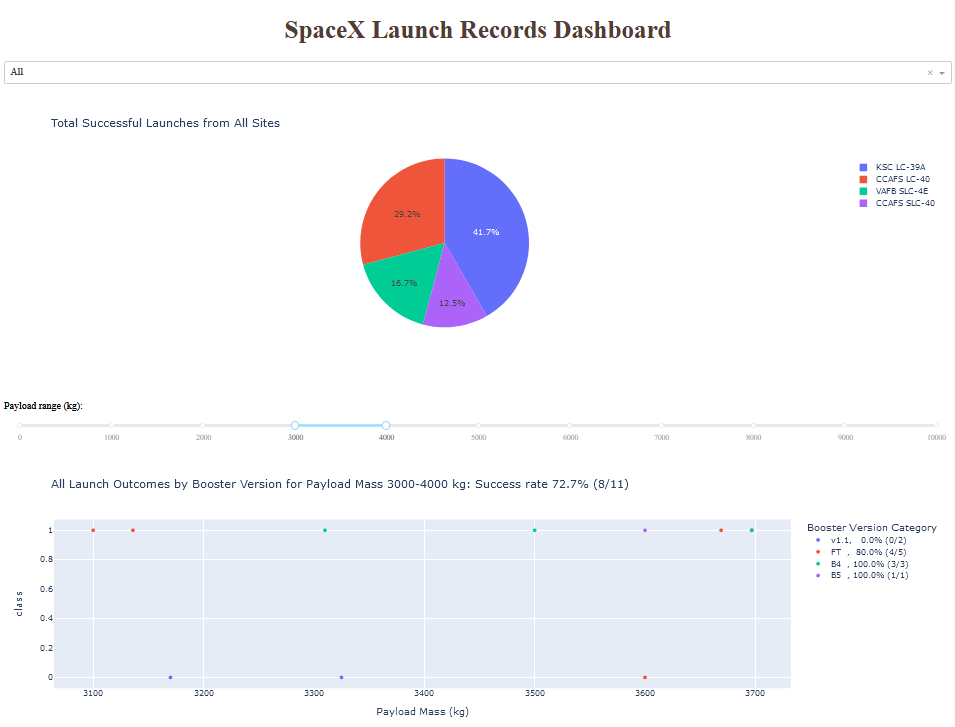 SpaceX Launch Records Dashboard
All
Total Successful Launches from All Sites
KSC LC-39A
CCAFS LC-40
VAFB SLC-4E
CCAFS SLC-40
29.2%
41.7%
16.7%
12.5%
Payload range (kg):
0 1000 2000 3000 4000 5000 6000 7000 8000 9000 10000
All Launch Outcomes by Booster Version for Payload Mass 3000-4000 kg: Success rate 72.7% (8/11)
Booster Version Category
v1.1, 0.0% (0/2)
FT , 80.0% (4/5)
B4 , 100.0% (3/3)
B5 , 100.0% (1/1)
1
0.8
0.6
0.4
0.2
0
class
3100 3200 3300 3400 3500 3600 3700
Payload Mass (kg)